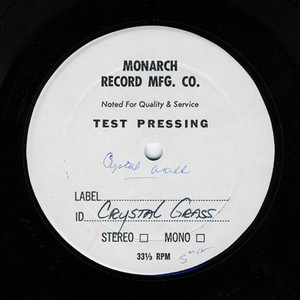 MONARCH
RECORD MFG. CO.
Noted For Quality & Service
TEST PRESSING
Crystal
LABEL
ID CRYSTAL GRASS
STEREO □ MONO □
33⅓ RPM